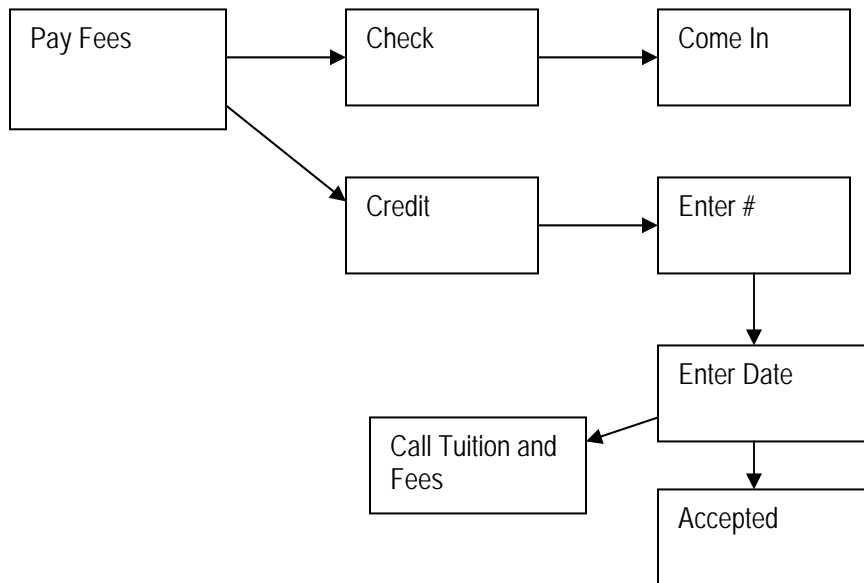 Pay Fees
Check
Come In
Credit
Enter #
Enter Date
Call Tuition and
Fees
Accepted